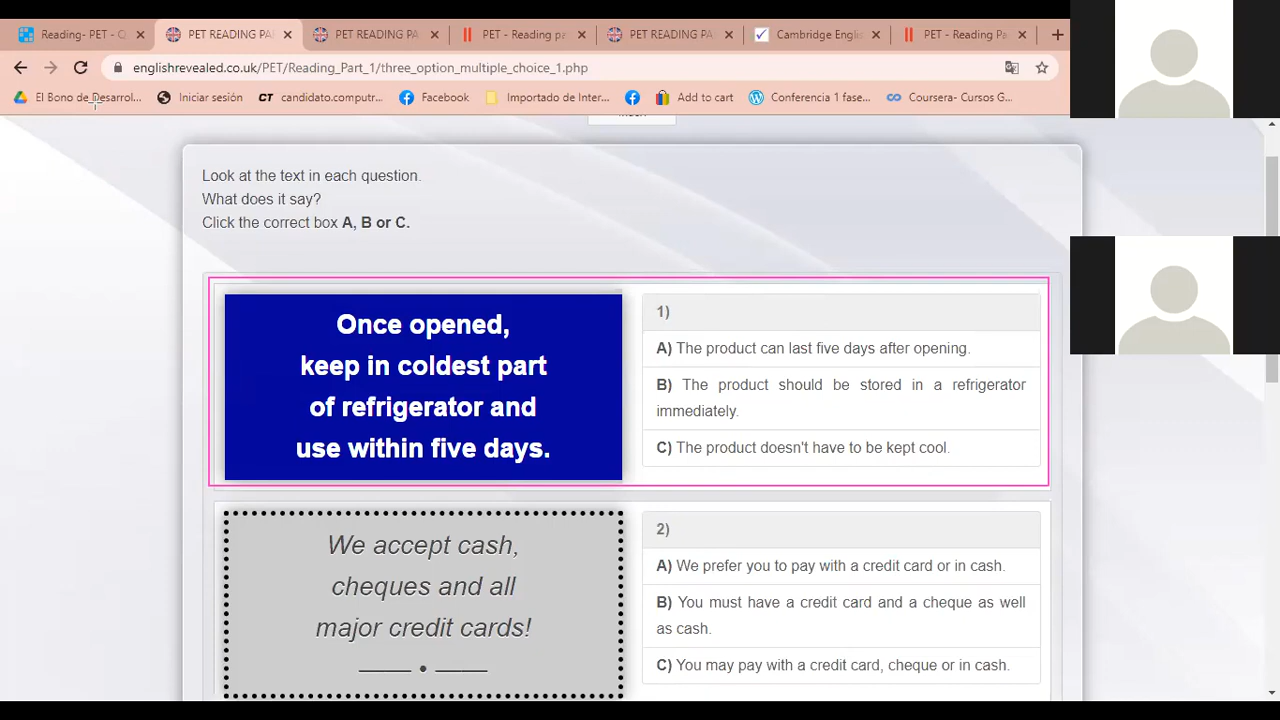 Reading- PET - Q
PET READING PA
PET READING PA
PET - Reading pa
PET READING PA
Cambridge Engli
PET - Reading Pa
englishrevealed.co.uk/PET/Reading_Part_1/three_option_multiple_choice_1.php
El Bono de Desarrol...
Iniciar sesión
CT candidato.computr...
Facebook
Importado de Inter...
Add to cart
Conferencia 1 fase...
Coursera- Cursos G...
Look at the text in each question.
What does it say?
Click the correct box A, B or C.
Once opened,
keep in coldest part
of refrigerator and
use within five days.
1)
A) The product can last five days after opening.
B) The product should be stored in a refrigerator
immediately.
C) The product doesn't have to be kept cool.
We accept cash,
cheques and all
major credit cards!
2)
A) We prefer you to pay with a credit card or in cash.
B) You must have a credit card and a cheque as well
as cash.
C) You may pay with a credit card, cheque or in cash.